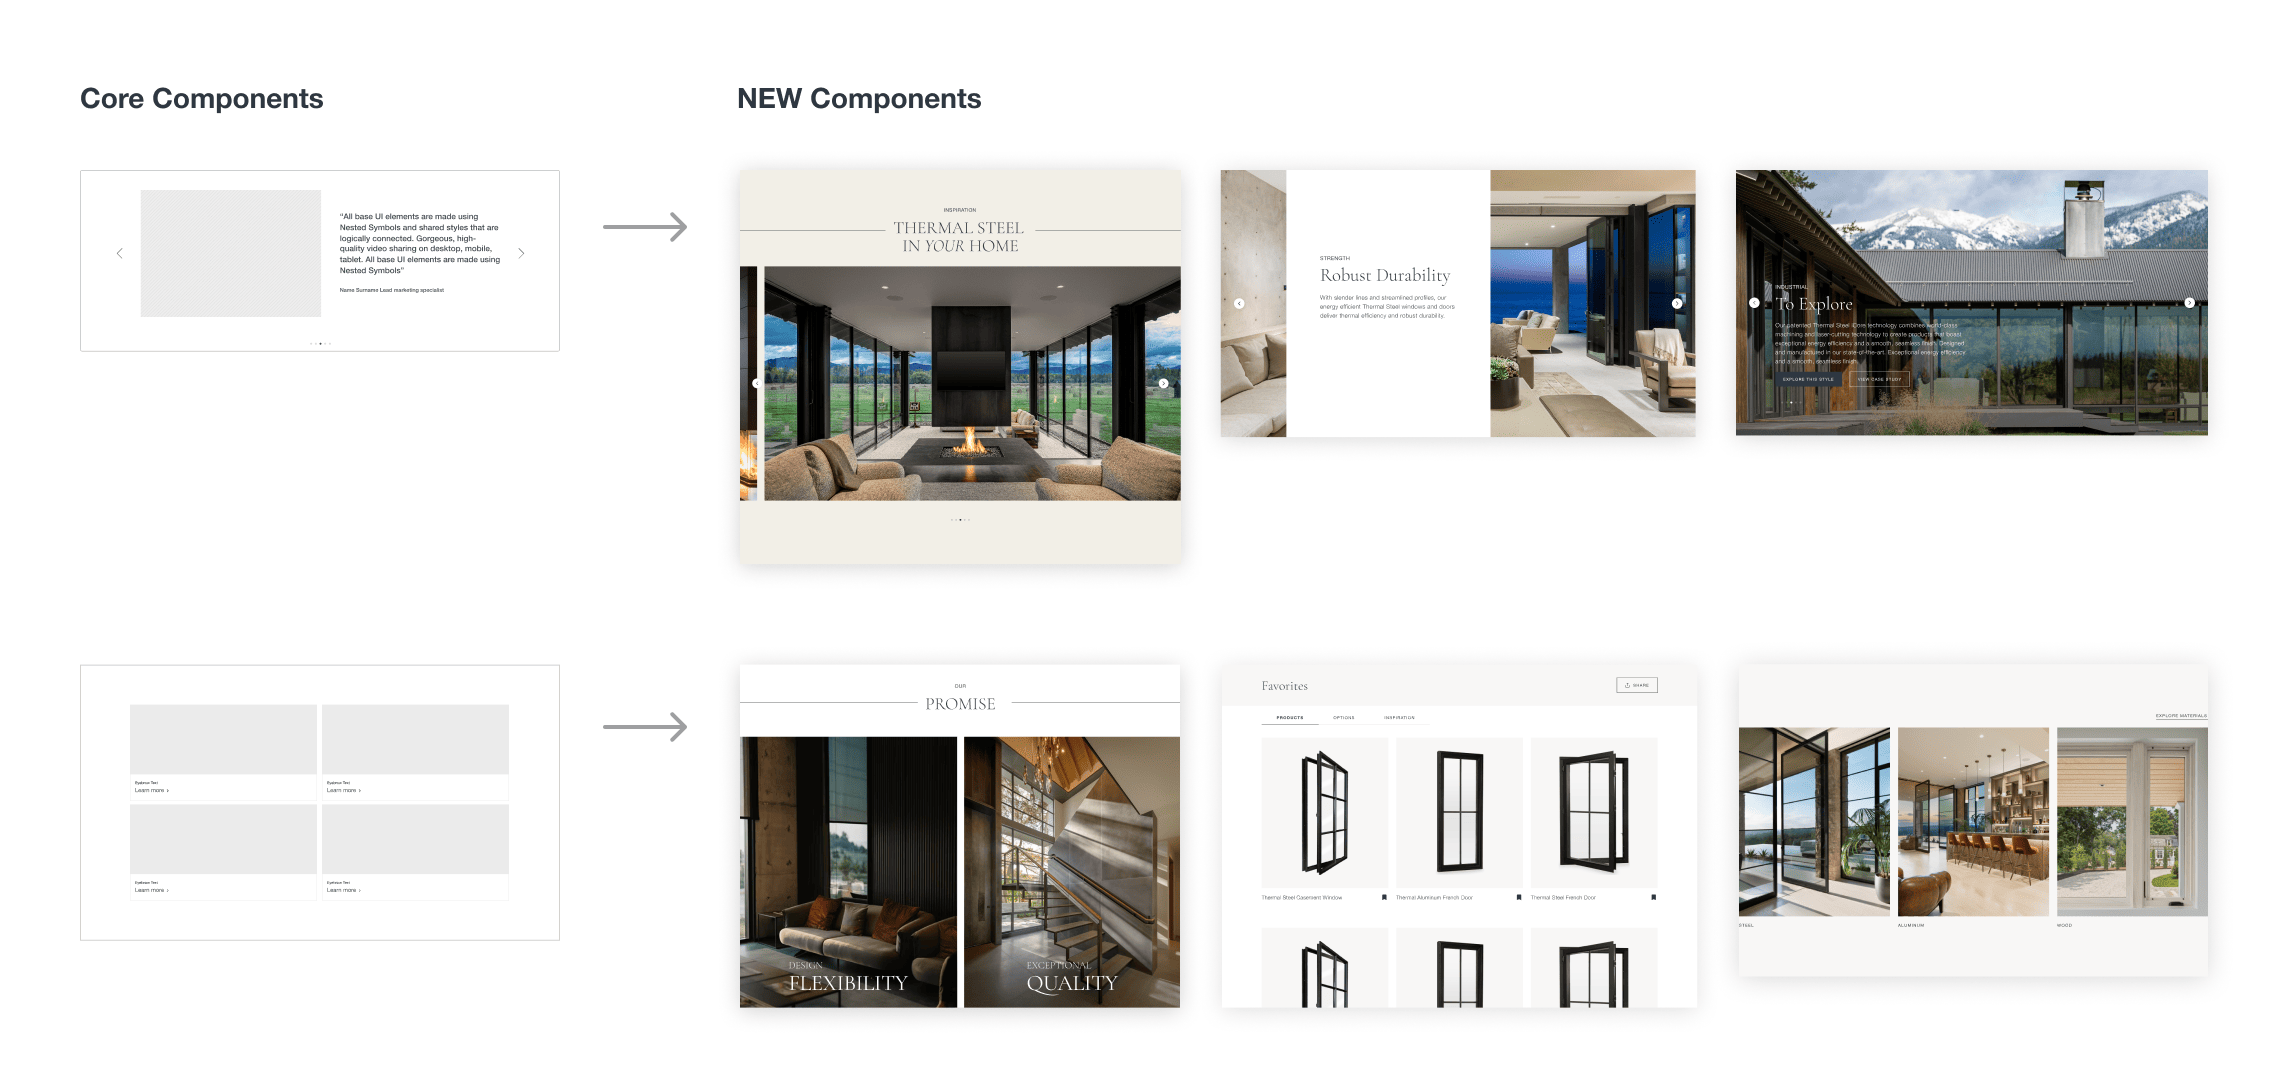 Core Components
NEW Components
“All base UI elements are made using
Nested Symbols and shared styles that are
logically connected. Gorgeous, high-
quality video sharing on desktop, mobile,
tablet. All base UI elements are made using
Nested Symbols”
Name Surname Lead marketing specialist
INSPIRATION
THERMAL STEEL
IN YOUR HOME
STRENGTH
Robust Durability
With slender lines and streamlined profiles, our
energy efficient Thermal Steel windows and doors
deliver thermal efficiency and robust durability.
INDUSTRIAL
To Explore
Our patented Thermal Steel iCore technology combines world-class
machining and laser-cutting technology to create products that boast
exceptional energy efficiency and a smooth, seamless finish. Designed
and manufactured in our state-of-the-art. Exceptional energy efficiency
and a smooth, seamless finish.
EXPLORE THIS STYLE
VIEW CASE STUDY
Eyebrow Text
Learn more ›
Eyebrow Text
Learn more ›
Eyebrow Text
Learn more ›
Eyebrow Text
Learn more ›
OUR
PROMISE
DESIGN
FLEXIBILITY
EXCEPTIONAL
QUALITY
Favorites
SHARE
PRODUCTS
OPTIONS
INSPIRATION
Thermal Steel Casement Window
Thermal Aluminum French Door
Thermal Steel French Door
EXPLORE MATERIALS
STEEL
ALUMINUM
WOOD